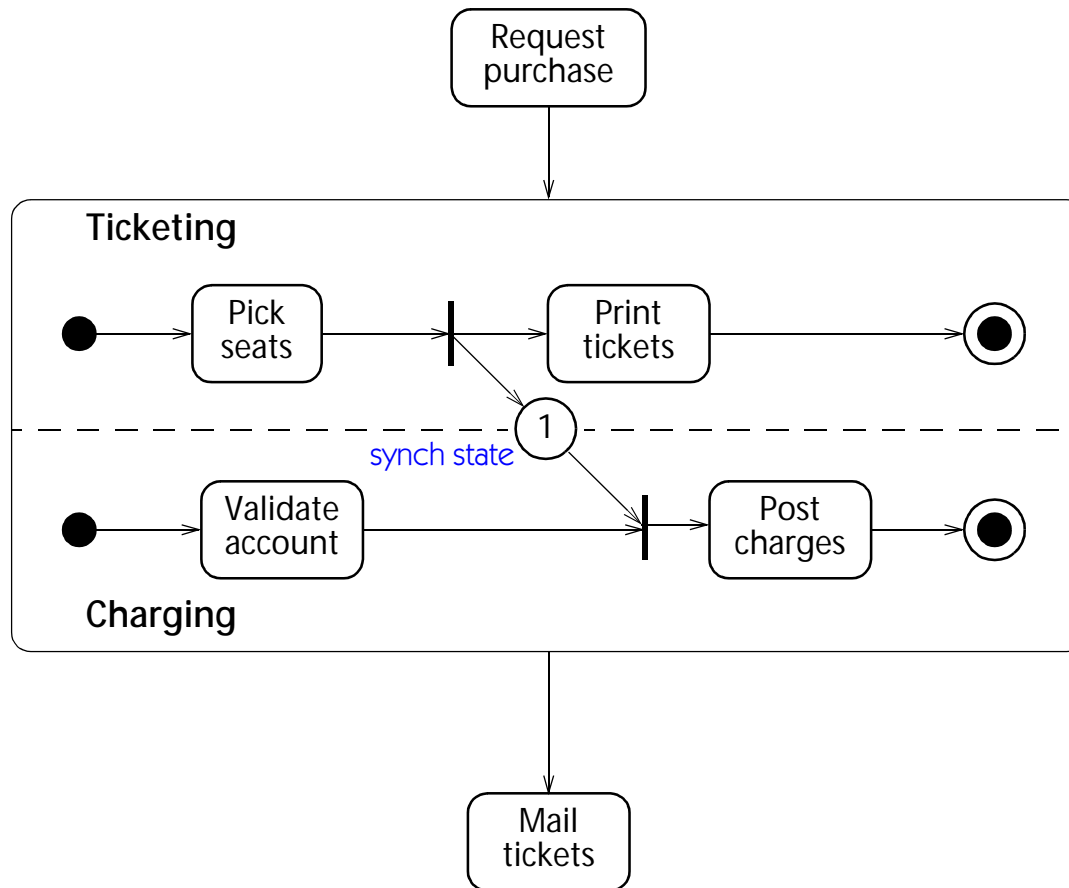 Request
purchase
Ticketing
Pick
seats
Print
tickets
1
synch state
Validate
account
Post
charges
Charging
Mail
tickets